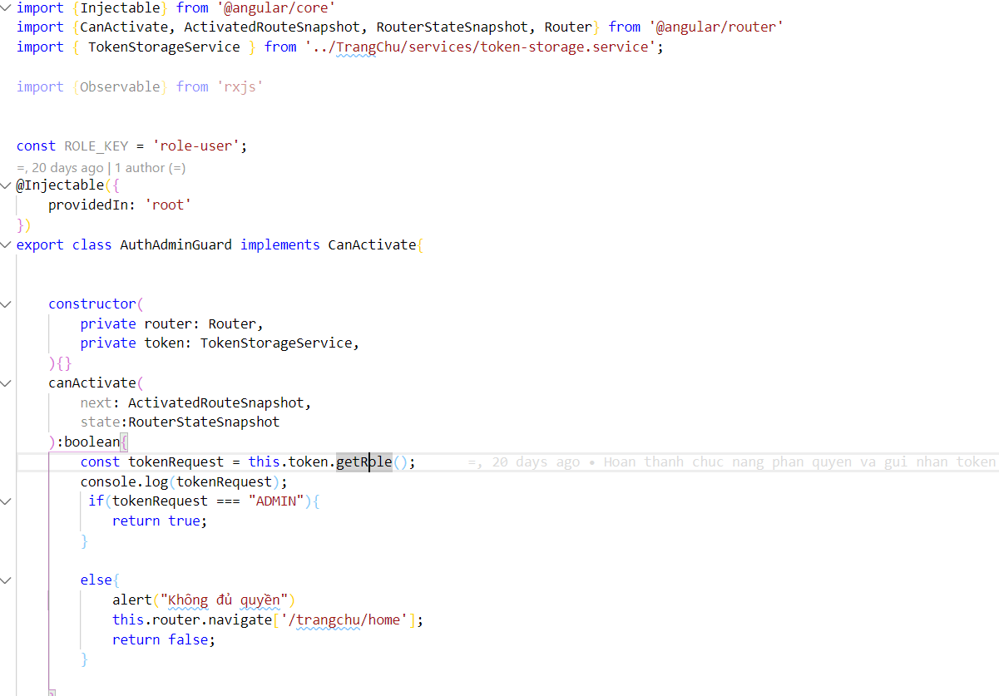 import {Injectable} from '@angular/core'
import {CanActivate, ActivatedRouteSnapshot, RouterStateSnapshot, Router} from '@angular/router'
import { TokenStorageService } from '../TrangChu/services/token-storage.service';
import {Observable} from 'rxjs'
const ROLE_KEY = 'role-user';
=, 20 days ago | 1 author (=)
@Injectable({
providedIn: 'root'
})
export class AuthAdminGuard implements CanActivate{
constructor(
private router: Router,
private token: TokenStorageService,
){}
canActivate(
next: ActivatedRouteSnapshot,
state:RouterStateSnapshot
):boolean{
const tokenRequest = this.token.getRole(); =, 20 days ago • Hoan thanh chuc nang phan quyen va gui nhan token
console.log(tokenRequest);
if(tokenRequest === "ADMIN"){
return true;
}
else{
alert("Không đủ quyền")
this.router.navigate['/trangchu/home'];
return false;
}
}